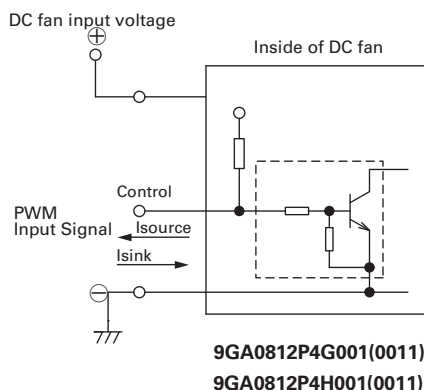 DC fan input voltage
Inside of DC fan
Control
PWM
Input Signal
Isource
Isink
9GA0812P4G001(0011)
9GA0812P4H001(0011)